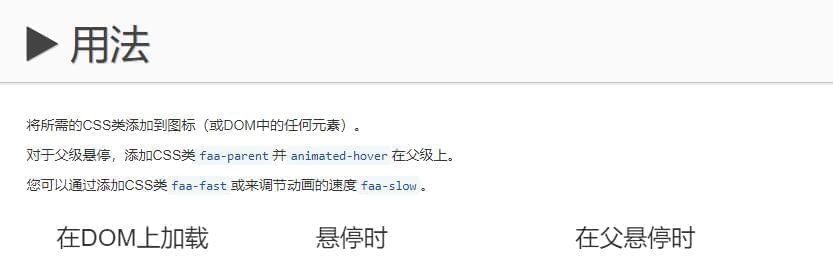 用法
将所需的CSS类添加到图标（或DOM中的任何元素）。
对于父级悬停，添加CSS类 faa-parent 并 animated-hover 在父级上。
您可以通过添加CSS类 faa-fast 或来调节动画的速度 faa-slow 。
在DOM上加载 悬停时 在父悬停时